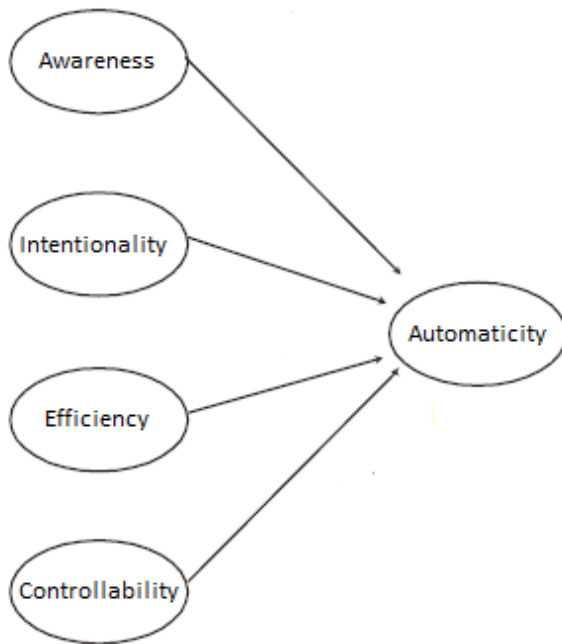 Awareness
Intentionality
Automaticity
Efficiency
Controllability